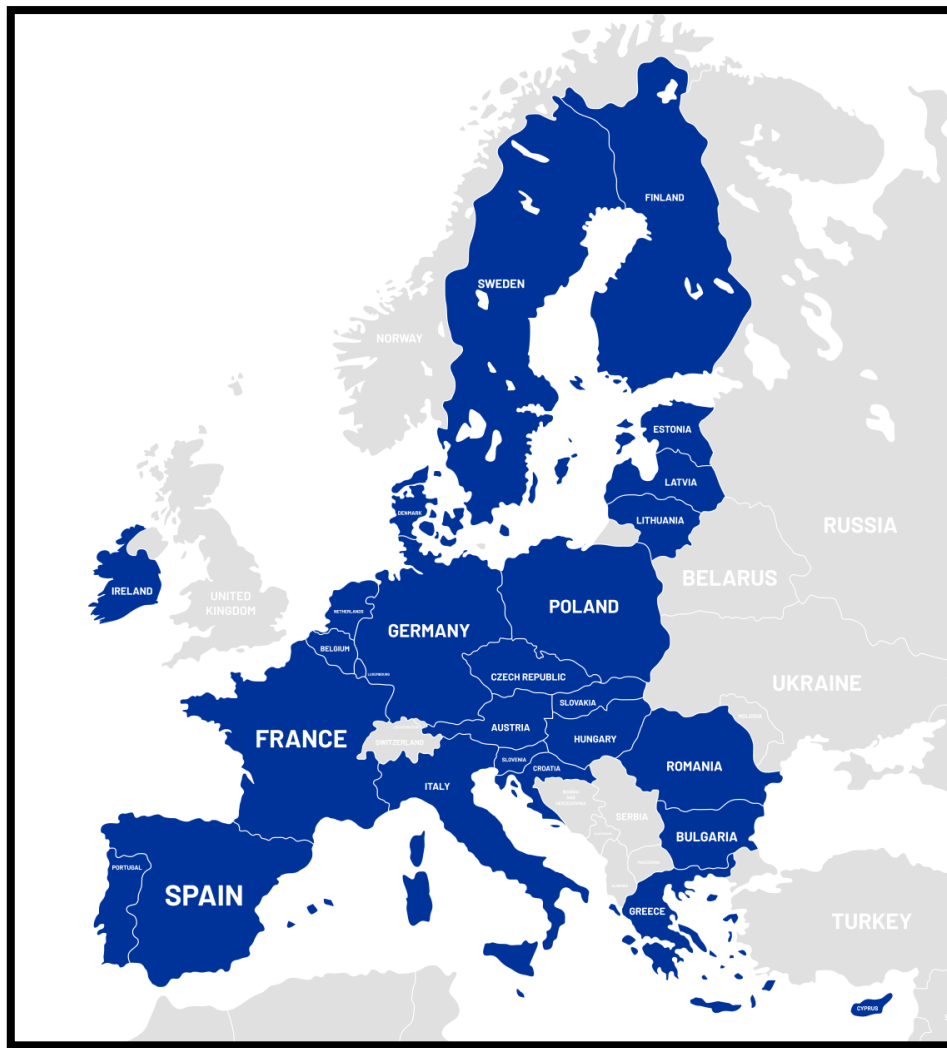 FINLAND
SWEDEN
NORWAY
ESTONIA
LATVIA
DENMARK
LITHUANIA
RUSSIA
BELARUS
IRELAND
UNITED
KINGDOM
NETHERLANDS
POLAND
GERMANY
BELGIUM
LUXEMBOURG
CZECH REPUBLIC
UKRAINE
SLOVAKIA
MOLDOVA
AUSTRIA
FRANCE
SWITZERLAND
HUNGARY
SLOVENIA
CROATIA
ROMANIA
ITALY
SERBIA
BULGARIA
PORTUGAL
SPAIN
GREECE
TURKEY
CYPRUS